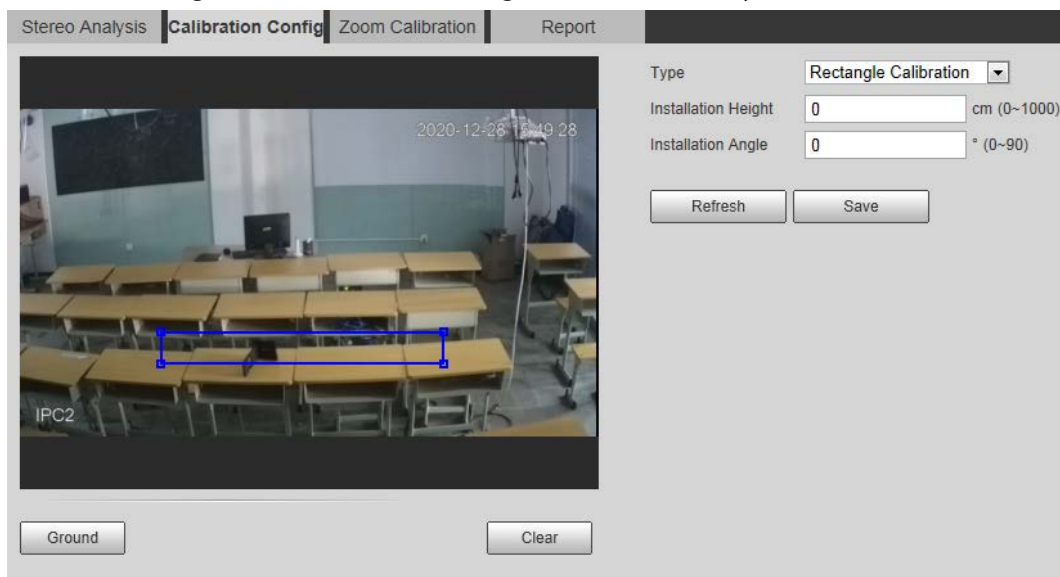 Stereo Analysis Calibration Config Zoom Calibration Report
Type Rectangle Calibration
Installation Height 0 cm (0~1000)
Installation Angle 0 ° (0~90)
Refresh Save
2020-12-28 15:49:28
IPC2
Ground Clear